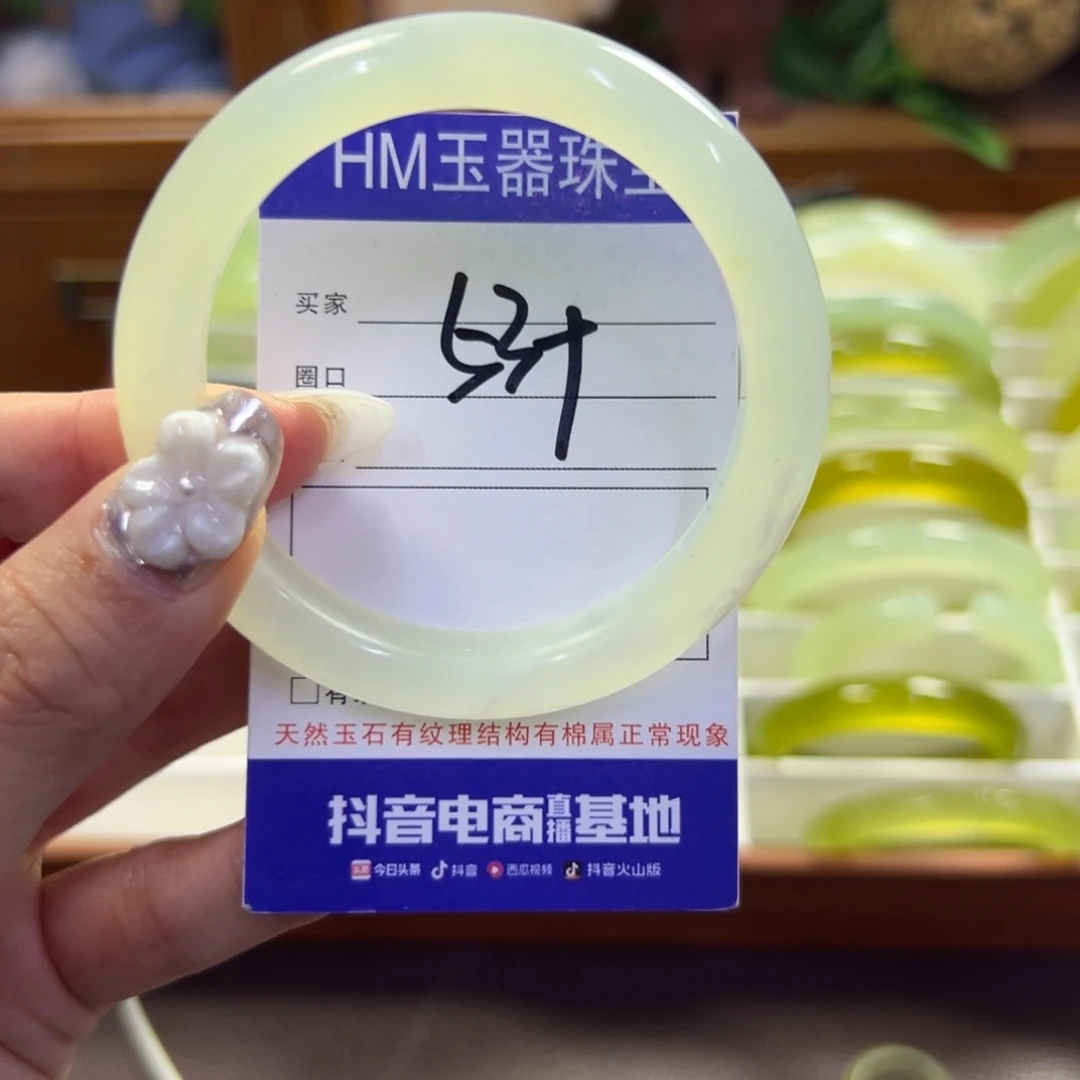 HM玉器珠
买家
圈口
天然玉石有纹理结构有棉属正常现象
抖音电商直播基地
今日头条 抖音 西瓜视频 抖音火山版